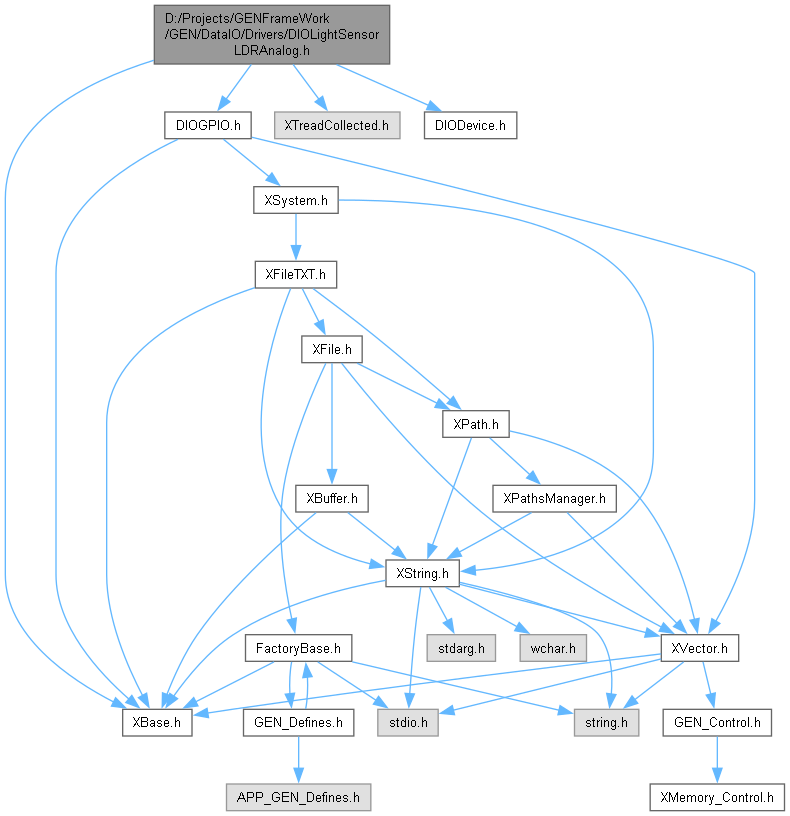 D:/Projects/GENFrameWork
/GEN/DataIO/Drivers/DIOLightSensor
LDRAnalog.h
DIOGPIO.h
XTreadCollected.h
DIODevice.h
XSystem.h
XFileTXT.h
XFile.h
XPath.h
XBuffer.h
XPathsManager.h
XString.h
FactoryBase.h
stdarg.h
wchar.h
XVector.h
XBase.h
GEN_Defines.h
stdio.h
string.h
GEN_Control.h
APP_GEN_Defines.h
XMemory_Control.h